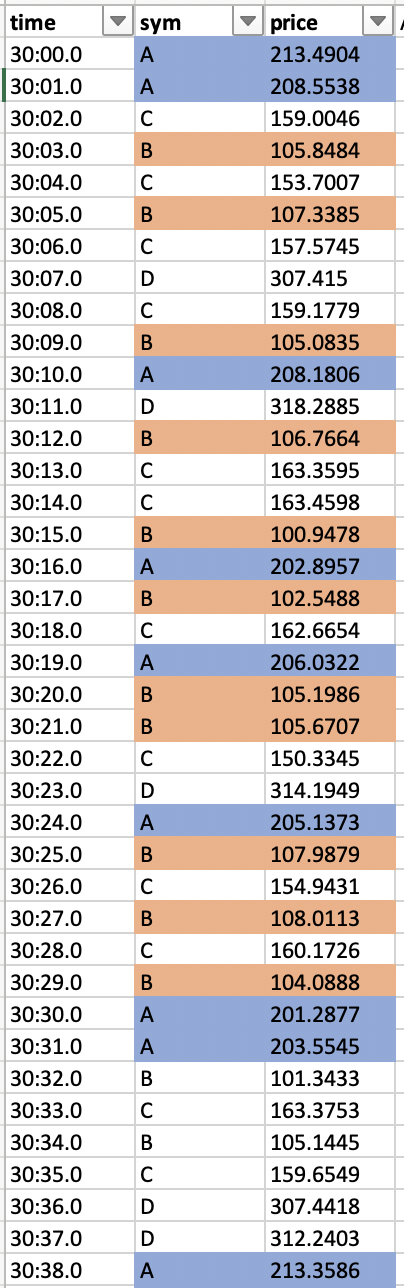 time sym price
30:00.0 A 213.4904
30:01.0 A 208.5538
30:02.0 C 159.0046
30:03.0 B 105.8484
30:04.0 C 153.7007
30:05.0 B 107.3385
30:06.0 C 157.5745
30:07.0 D 307.415
30:08.0 C 159.1779
30:09.0 B 105.0835
30:10.0 A 208.1806
30:11.0 D 318.2885
30:12.0 B 106.7664
30:13.0 C 163.3595
30:14.0 C 163.4598
30:15.0 B 100.9478
30:16.0 A 202.8957
30:17.0 B 102.5488
30:18.0 C 162.6654
30:19.0 A 206.0322
30:20.0 B 105.1986
30:21.0 B 105.6707
30:22.0 C 150.3345
30:23.0 D 314.1949
30:24.0 A 205.1373
30:25.0 B 107.9879
30:26.0 C 154.9431
30:27.0 B 108.0113
30:28.0 C 160.1726
30:29.0 B 104.0888
30:30.0 A 201.2877
30:31.0 A 203.5545
30:32.0 B 101.3433
30:33.0 C 163.3753
30:34.0 B 105.1445
30:35.0 C 159.6549
30:36.0 D 307.4418
30:37.0 D 312.2403
30:38.0 A 213.3586